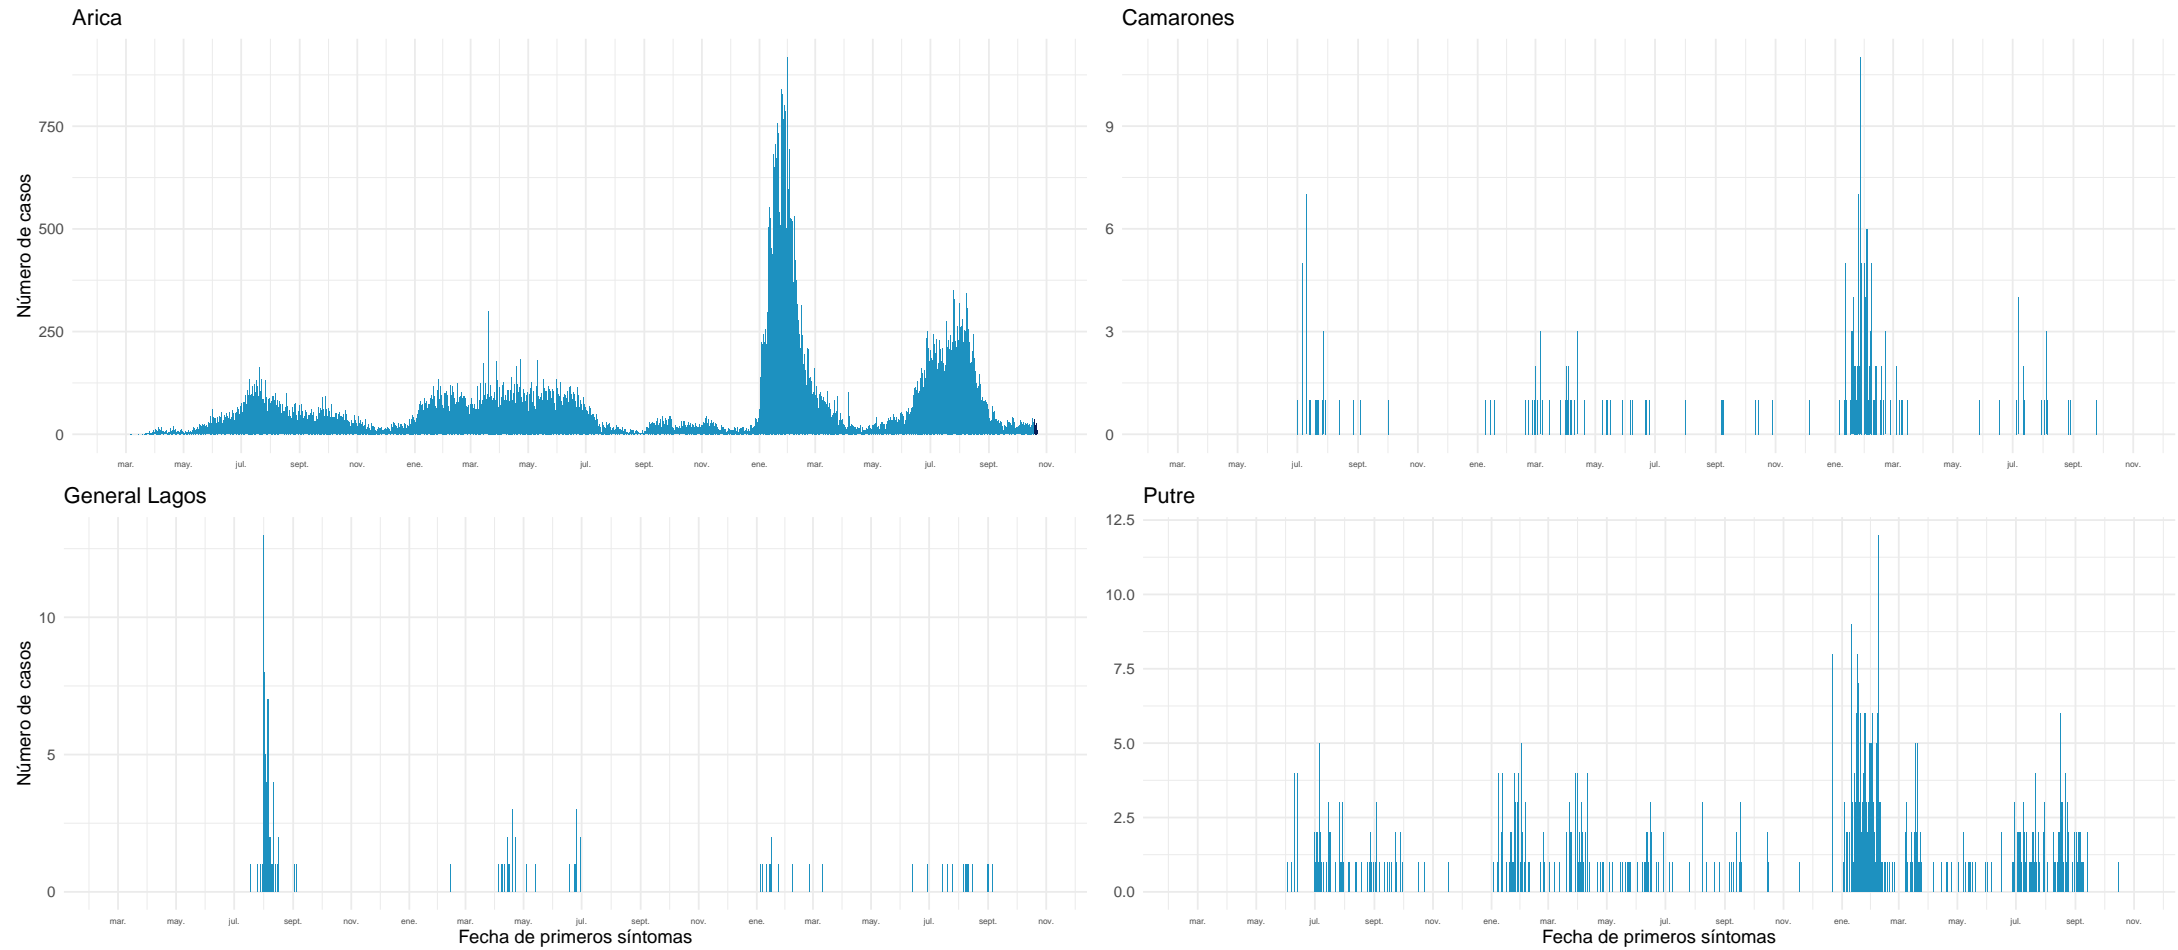 Arica
Número de casos
750
500
250
0
mar. may. jul. sept. nov. ene. mar. may. jul. sept. nov. ene. mar. may. jul. sept. nov.
Camarones
9
6
3
0
mar. may. jul. sept. nov. ene. mar. may. jul. sept. nov. ene. mar. may. jul. sept. nov.
General Lagos
Número de casos
10
5
0
mar. may. jul. sept. nov. ene. mar. may. jul. sept. nov. ene. mar. may. jul. sept. nov.
Fecha de primeros síntomas
Putre
12.5
10.0
7.5
5.0
2.5
0.0
mar. may. jul. sept. nov. ene. mar. may. jul. sept. nov. ene. mar. may. jul. sept. nov.
Fecha de primeros síntomas